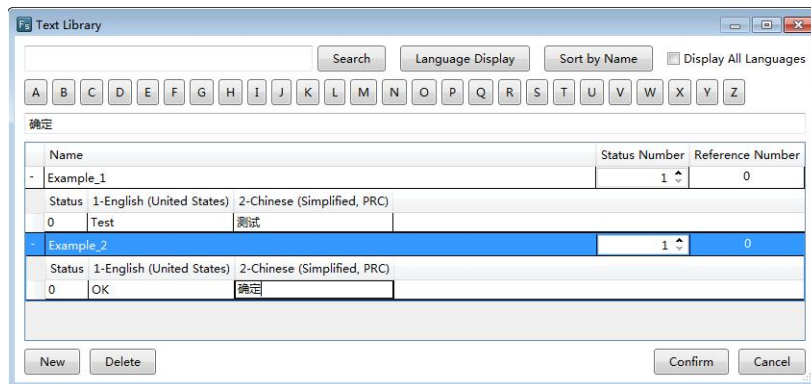 Fs Text Library
Search Language Display Sort by Name Display All Languages
A B C D E F G H I J K L M N O P Q R S T U V W X Y Z
确定
Name Status Number Reference Number
- Example_1 1 0
Status 1-English (United States) 2-Chinese (Simplified, PRC)
0 Test 测试
- Example_2 1 0
Status 1-English (United States) 2-Chinese (Simplified, PRC)
0 OK 确定
New Delete Confirm Cancel